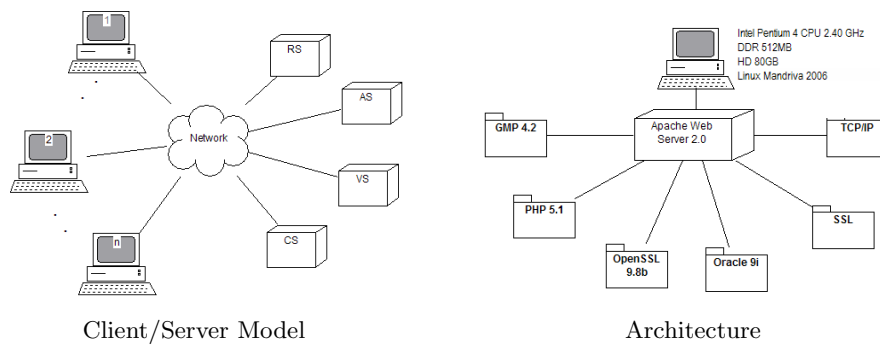 1
2
n
Network
RS
AS
VS
CS
Client/Server Model
Intel Pentium 4 CPU 2.40 GHz
DDR 512MB
HD 80GB
Linux Mandriva 2006
Apache Web
Server 2.0
GMP 4.2
TCP/IP
PHP 5.1
SSL
OpenSSL
9.8b
Oracle 9i
Architecture